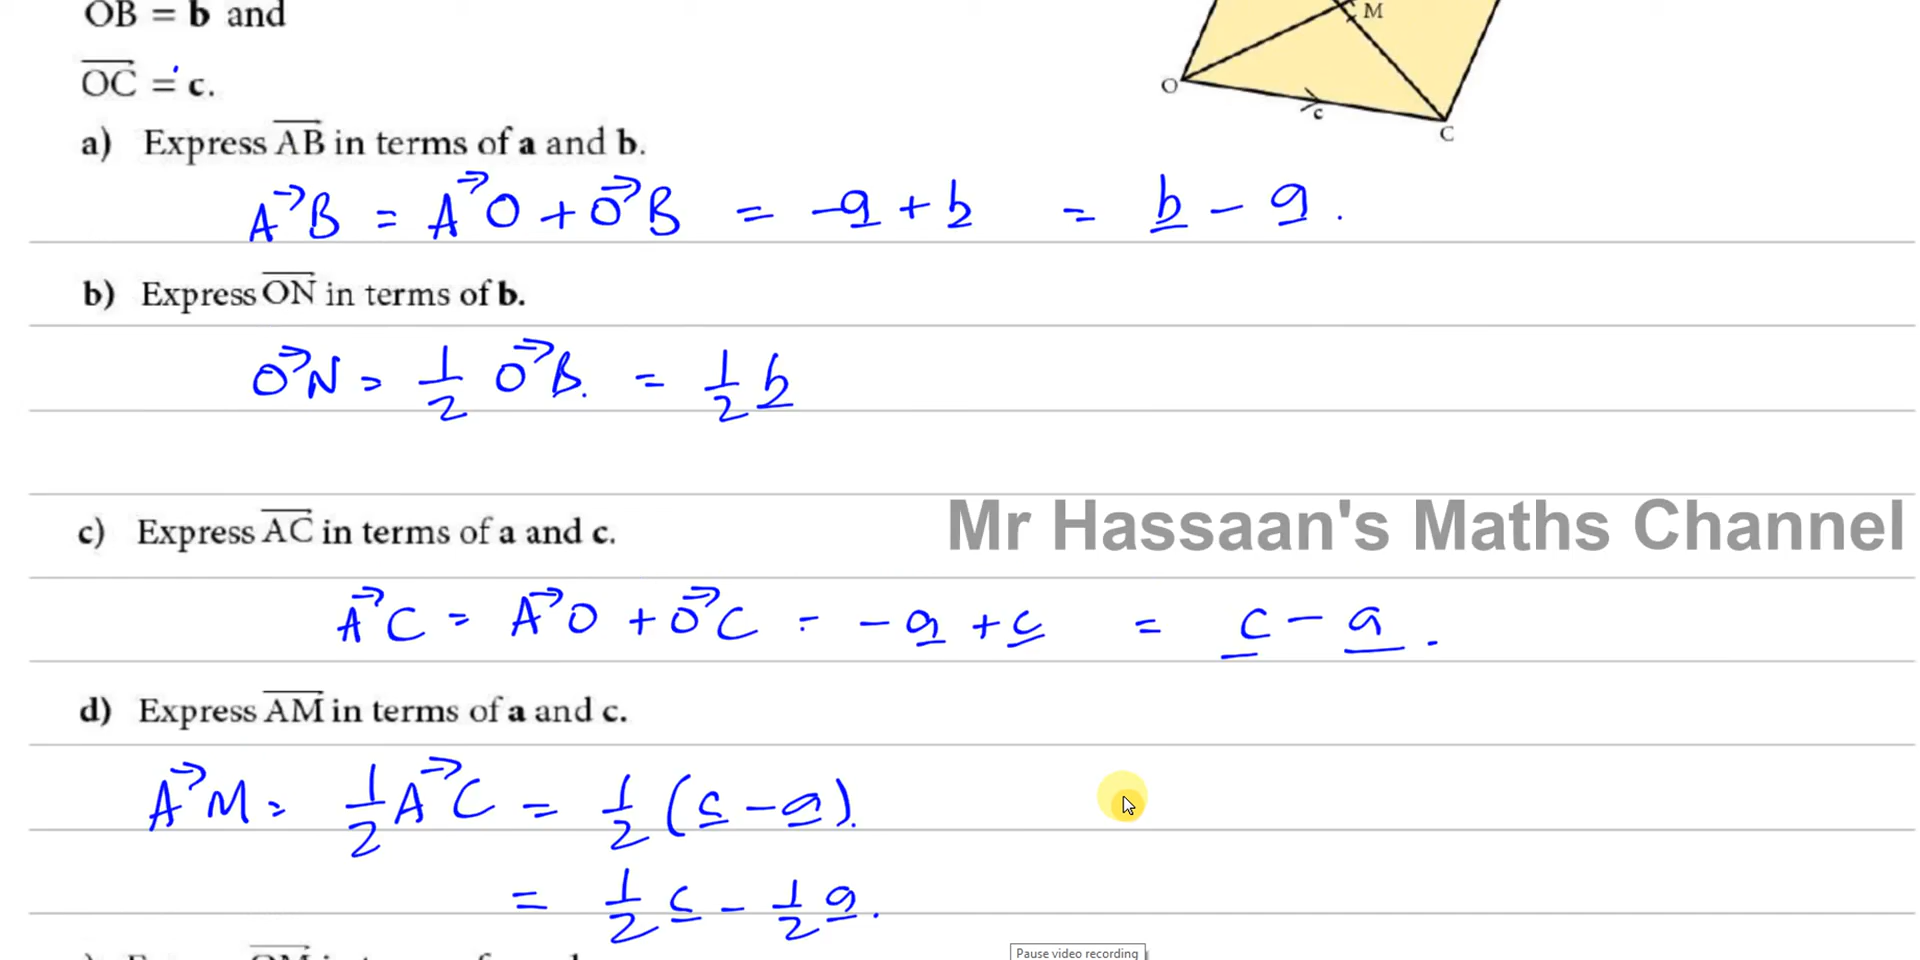 OB = b and
M
OC = c.
O
c
C
a) Express AB in terms of a and b.
AB = AO + OB = -a + b = b - a.
b) Express ON in terms of b.
ON = 1/2 OB = 1/2 b
c) Express AC in terms of a and c.
Mr Hassaan's Maths Channel
AC = AO + OC = -a + c = c - a.
d) Express AM in terms of a and c.
AM = 1/2 AC = 1/2 (c - a).
= 1/2 c - 1/2 a.
Pause video recording